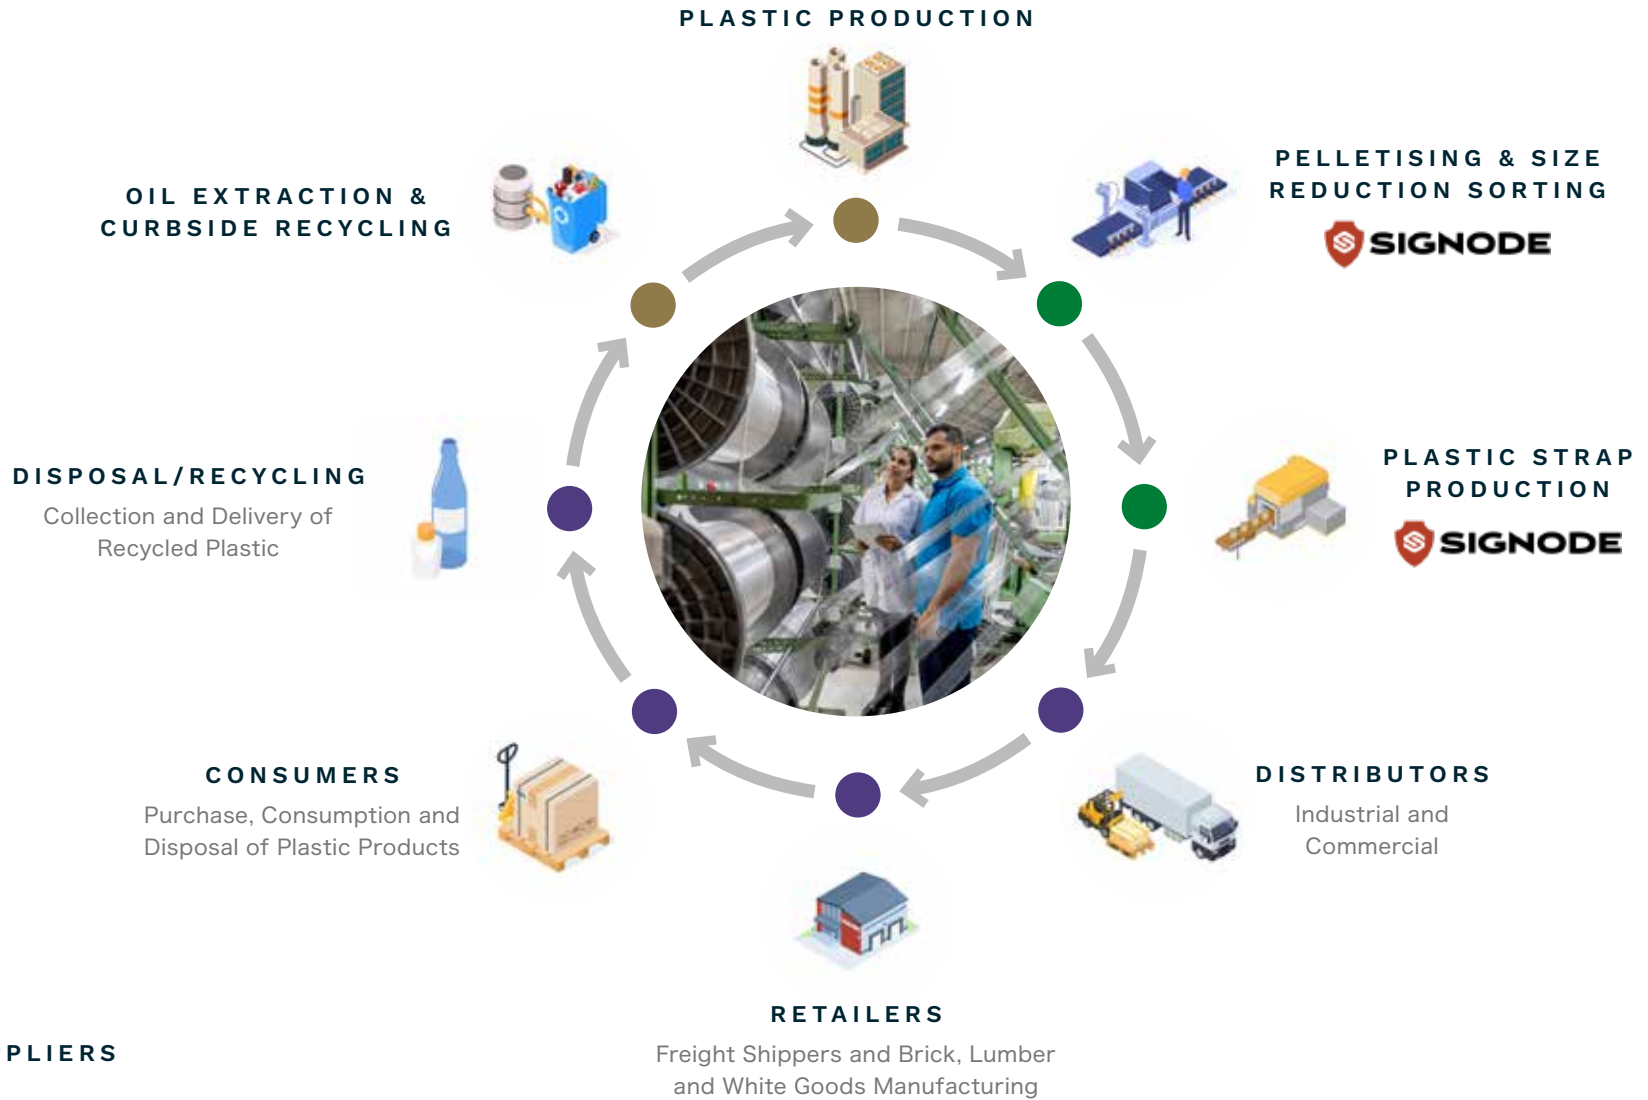 PLASTIC PRODUCTION
PELLETISING & SIZE
REDUCTION SORTING
SIGNODE
PLASTIC STRAP
PRODUCTION
SIGNODE
DISTRIBUTORS
Industrial and
Commercial
RETAILERS
Freight Shippers and Brick, Lumber
and White Goods Manufacturing
CONSUMERS
Purchase, Consumption and
Disposal of Plastic Products
DISPOSAL/RECYCLING
Collection and Delivery of
Recycled Plastic
OIL EXTRACTION &
CURBSIDE RECYCLING
PLIERS